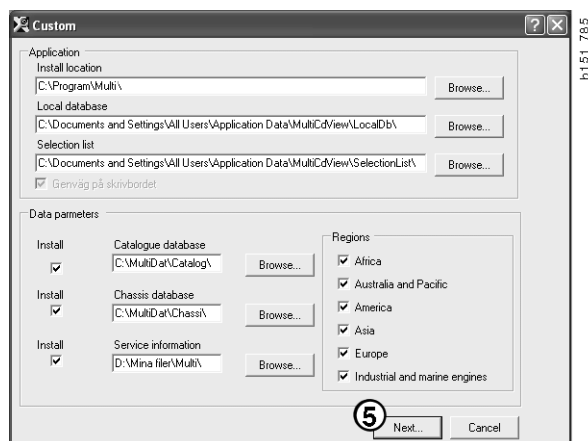 Custom
Application
Install location
C:\Program\Multi\
Browse...
Local database
C:\Documents and Settings\All Users\Application Data\MultiCdView\LocalDb\
Browse...
Selection list
C:\Documents and Settings\All Users\Application Data\MultiCdView\SelectionList\
Browse...
Genväg på skrivbordet
Data parmeters
Install
Catalogue database
C:\MultiDat\Catalog\
Browse...
Install
Chassis database
C:\MultiDat\Chassi\
Browse...
Install
Service information
D:\Mina filer\Multi\
Browse...
Regions
Africa
Australia and Pacific
America
Asia
Europe
Industrial and marine engines
5
Next...
Cancel
b151 785